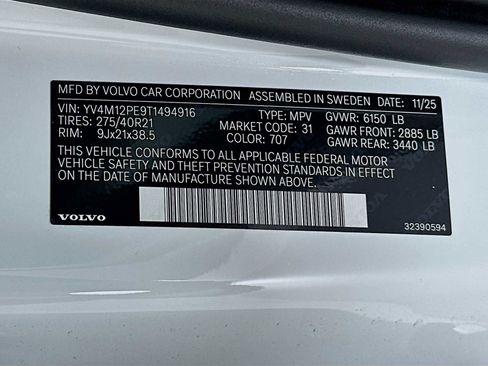 MFD BY VOLVO CAR CORPORATION ASSEMBLED IN SWEDEN 11/25
VIN: YV4M12PE9T1494916 TYPE: MPV GVWR: 6150 LB
TIRES: 275/40R21 MARKET CODE: 31 GAWR FRONT: 2885 LB
RIM: 9Jx21x38.5 COLOR: 707 GAWR REAR: 3440 LB
THIS VEHICLE CONFORMS TO ALL APPLICABLE FEDERAL MOTOR
VEHICLE SAFETY AND THEFT PREVENTION STANDARDS IN EFFECT
ON THE DATE OF MANUFACTURE SHOWN ABOVE.
VOLVO 32390594